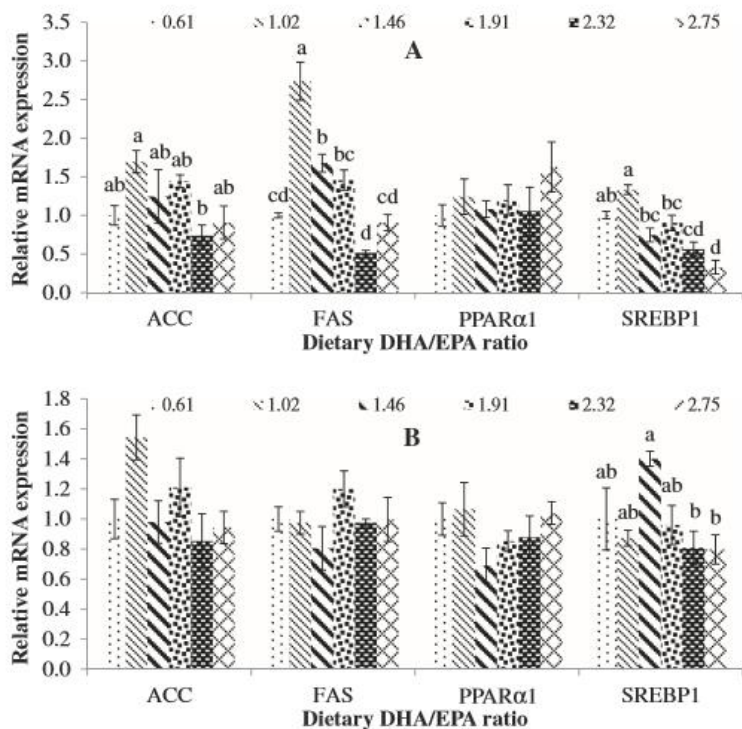 0.61 1.02 1.46 1.91 2.32 2.75
A
Relative mRNA expression
3.5
3.0
2.5
2.0
1.5
1.0
0.5
0.0
ab a ab ab b ab
cd a b bc d cd
ab a bc bc cd d
ACC FAS PPARα1 SREBP1
Dietary DHA/EPA ratio
0.61 1.02 1.46 1.91 2.32 2.75
B
Relative mRNA expression
1.8
1.6
1.4
1.2
1.0
0.8
0.6
0.4
0.2
0.0
ab ab a ab b b
ACC FAS PPARα1 SREBP1
Dietary DHA/EPA ratio